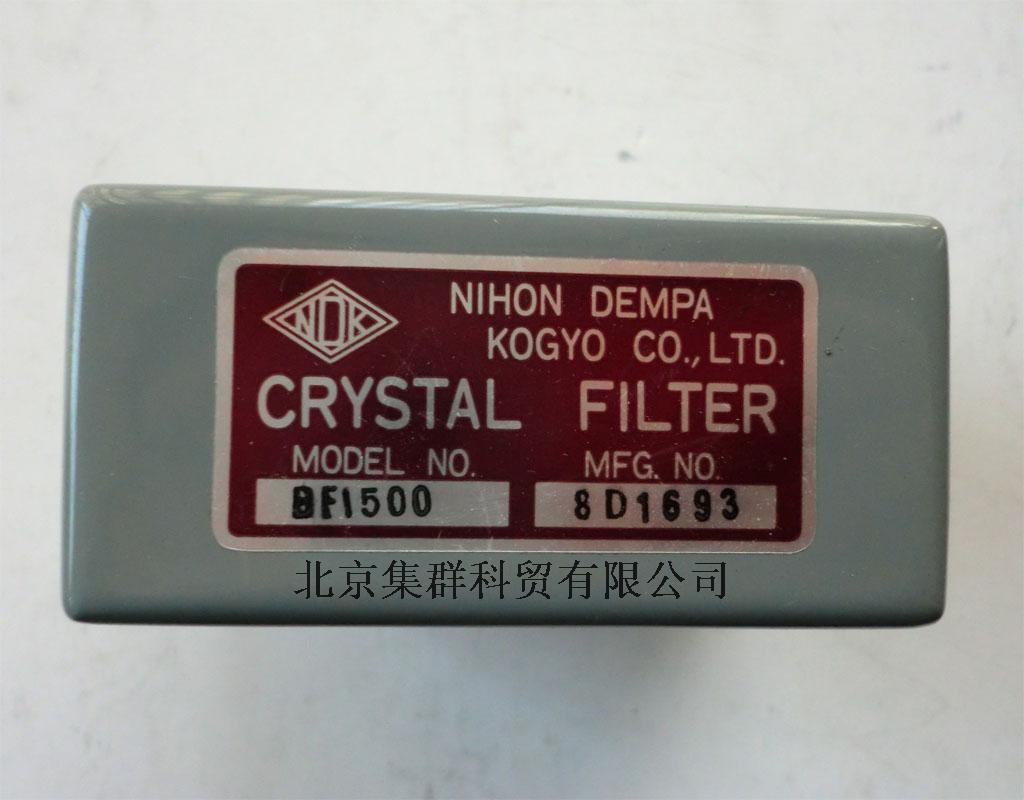 NDK
NIHON DEMPA
KOGYO CO., LTD.
CRYSTAL FILTER
MODEL NO. MFG. NO.
BF1500 8D1693
北京集群科贸有限公司